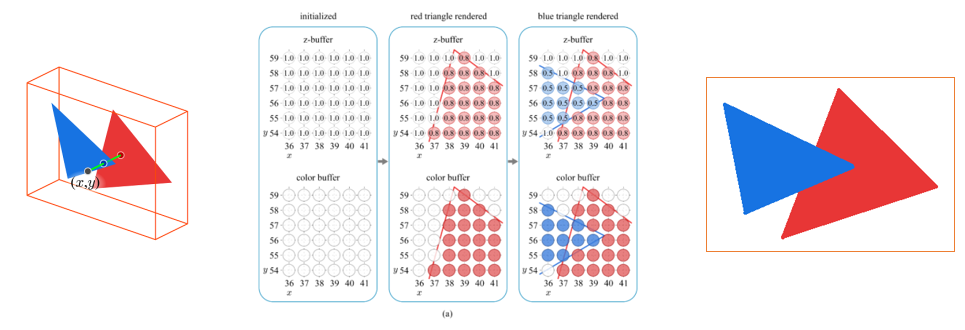 (x,y)
initialized
z-buffer
59 1.0 1.0 1.0 1.0 1.0 1.0
58 1.0 1.0 1.0 1.0 1.0 1.0
57 1.0 1.0 1.0 1.0 1.0 1.0
56 1.0 1.0 1.0 1.0 1.0 1.0
55 1.0 1.0 1.0 1.0 1.0 1.0
y 54 1.0 1.0 1.0 1.0 1.0 1.0
36 37 38 39 40 41
x
color buffer
59
58
57
56
55
y 54
36 37 38 39 40 41
x
red triangle rendered
z-buffer
59 1.0 1.0 1.0 0.8 1.0 1.0
58 1.0 1.0 0.8 0.8 0.8 1.0
57 1.0 1.0 0.8 0.8 0.8 0.8
56 1.0 1.0 0.8 0.8 0.8 0.8
55 1.0 1.0 0.8 0.8 0.8 0.8
y 54 1.0 0.8 0.8 0.8 0.8 0.8
36 37 38 39 40 41
x
color buffer
59
58
57
56
55
y 54
36 37 38 39 40 41
x
blue triangle rendered
z-buffer
59 1.0 1.0 1.0 0.8 1.0 1.0
58 0.5 1.0 0.8 0.8 0.8 1.0
57 0.5 0.5 0.5 0.8 0.8 0.8
56 0.5 0.5 0.5 0.5 0.8 0.8
55 0.5 0.5 0.8 0.8 0.8 0.8
y 54 1.0 0.8 0.8 0.8 0.8 0.8
36 37 38 39 40 41
x
color buffer
59
58
57
56
55
y 54
36 37 38 39 40 41
x
(a)